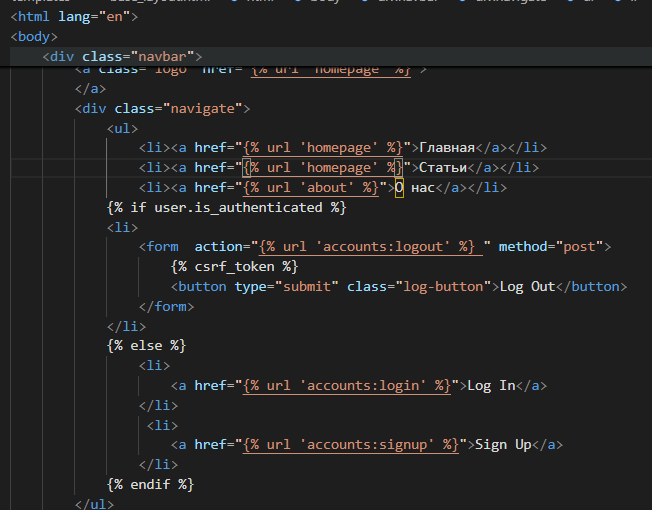 <html lang="en">
<body>
<div class="navbar">
<a class="logo" href="{% url 'homepage' %}">
</a>
<div class="navigate">
<ul>
<li><a href="{% url 'homepage' %}">Главная</a></li>
<li><a href="{% url 'homepage' %}">Статьи</a></li>
<li><a href="{% url 'about' %}">О нас</a></li>
{% if user.is_authenticated %}
<li>
<form  action="{% url 'accounts:logout' %} " method="post">
{% csrf_token %}
<button type="submit" class="log-button">Log Out</button>
</form>
</li>
{% else %}
<li>
<a href="{% url 'accounts:login' %}">Log In</a>
</li>
<li>
<a href="{% url 'accounts:signup' %}">Sign Up</a>
</li>
{% endif %}
</ul>